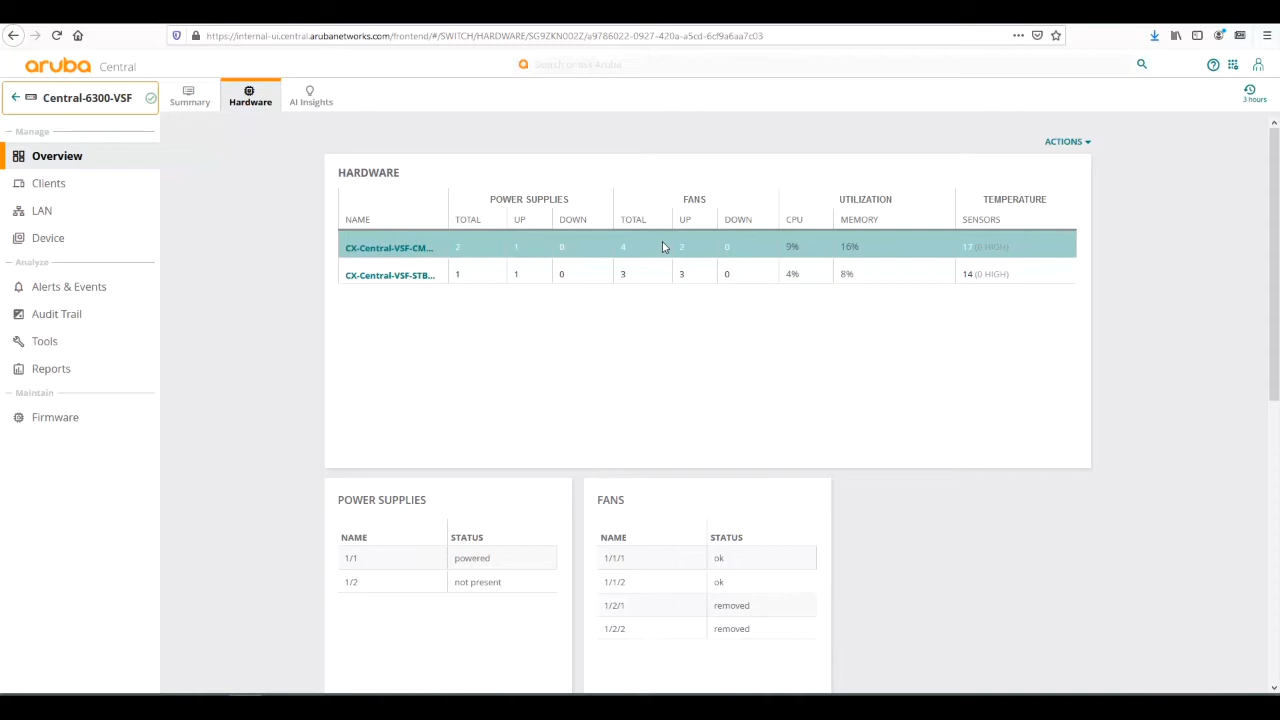 https://internal-ui.central.arubanetworks.com/frontend/#/SWITCH/HARDWARE/SG9ZKN002Z/a9786022-0927-420a-a5cd-6cf9a6aa7c03
aruba Central
Central-6300-VSF
Summary
Hardware
AI Insights
3 hours
Manage
Overview
Clients
LAN
Device
Analyze
Alerts & Events
Audit Trail
Tools
Reports
Maintain
Firmware
ACTIONS
HARDWARE
POWER SUPPLIES FANS UTILIZATION TEMPERATURE
NAME TOTAL UP DOWN TOTAL UP DOWN CPU MEMORY SENSORS
CX-Central-VSF-CM... 2 1 0 4 2 0 9% 16% 17 (0 HIGH)
CX-Central-VSF-STB... 1 1 0 3 3 0 4% 8% 14 (0 HIGH)
POWER SUPPLIES
NAME STATUS
1/1 powered
1/2 not present
FANS
NAME STATUS
1/1/1 ok
1/1/2 ok
1/2/1 removed
1/2/2 removed